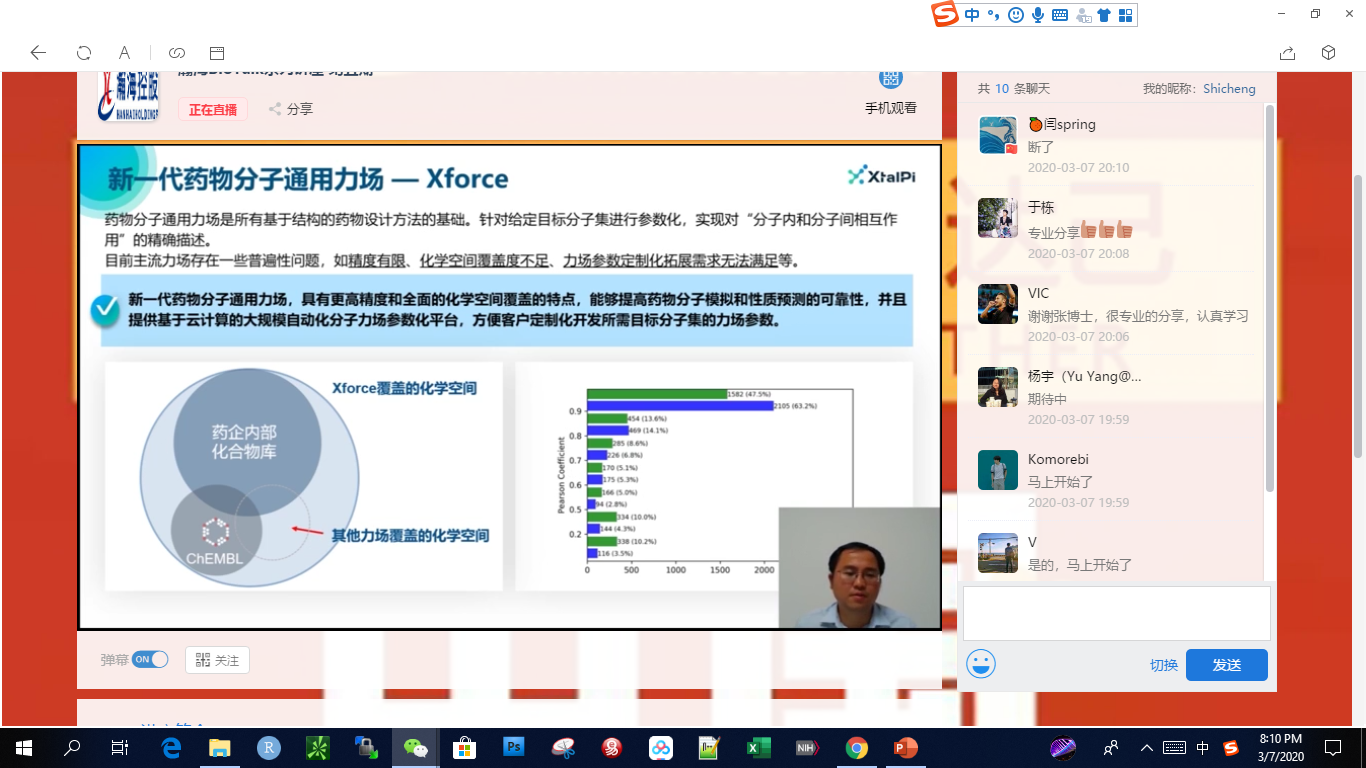 中
正在直播
分享
手机观看
新一代药物分子通用力场 — Xforce
XtalPi
药物分子通用力场是所有基于结构的药物设计方法的基础。针对给定目标分子集进行参数化，实现对“分子内和分子间相互作
用”的精确描述。
目前主流力场存在一些普遍性问题，如精度有限、化学空间覆盖度不足、力场参数定制化拓展需求无法满足等。
新一代药物分子通用力场，具有更高精度和全面的化学空间覆盖的特点，能够提高药物分子模拟和性质预测的可靠性，并且
提供基于云计算的大规模自动化分子力场参数化平台，方便客户定制化开发所需目标分子集的力场参数。
Xforce覆盖的化学空间
药企内部
化合物库
其他力场覆盖的化学空间
ChEMBL
Pearson Coefficient
0.9
0.8
0.7
0.6
0.5
0.2
1582 (47.5%)
2105 (63.2%)
454 (13.6%)
469 (14.1%)
285 (8.6%)
226 (6.8%)
170 (5.1%)
175 (5.3%)
166 (5.0%)
94 (2.8%)
334 (10.0%)
144 (4.3%)
338 (10.2%)
116 (3.5%)
0 500 1000 1500 2000
弹幕 ON
关注
共 10 条聊天
我的昵称: Shicheng
闫spring
断了
2020-03-07 20:10
于栋
专业分享
2020-03-07 20:08
VIC
谢谢张博士，很专业的分享，认真学习
2020-03-07 20:06
杨宇（Yu Yang@...
期待中
2020-03-07 19:59
Komorebi
马上开始了
2020-03-07 19:59
V
是的，马上开始了
切换
发送
Ps
NIH
中
8:10 PM
3/7/2020